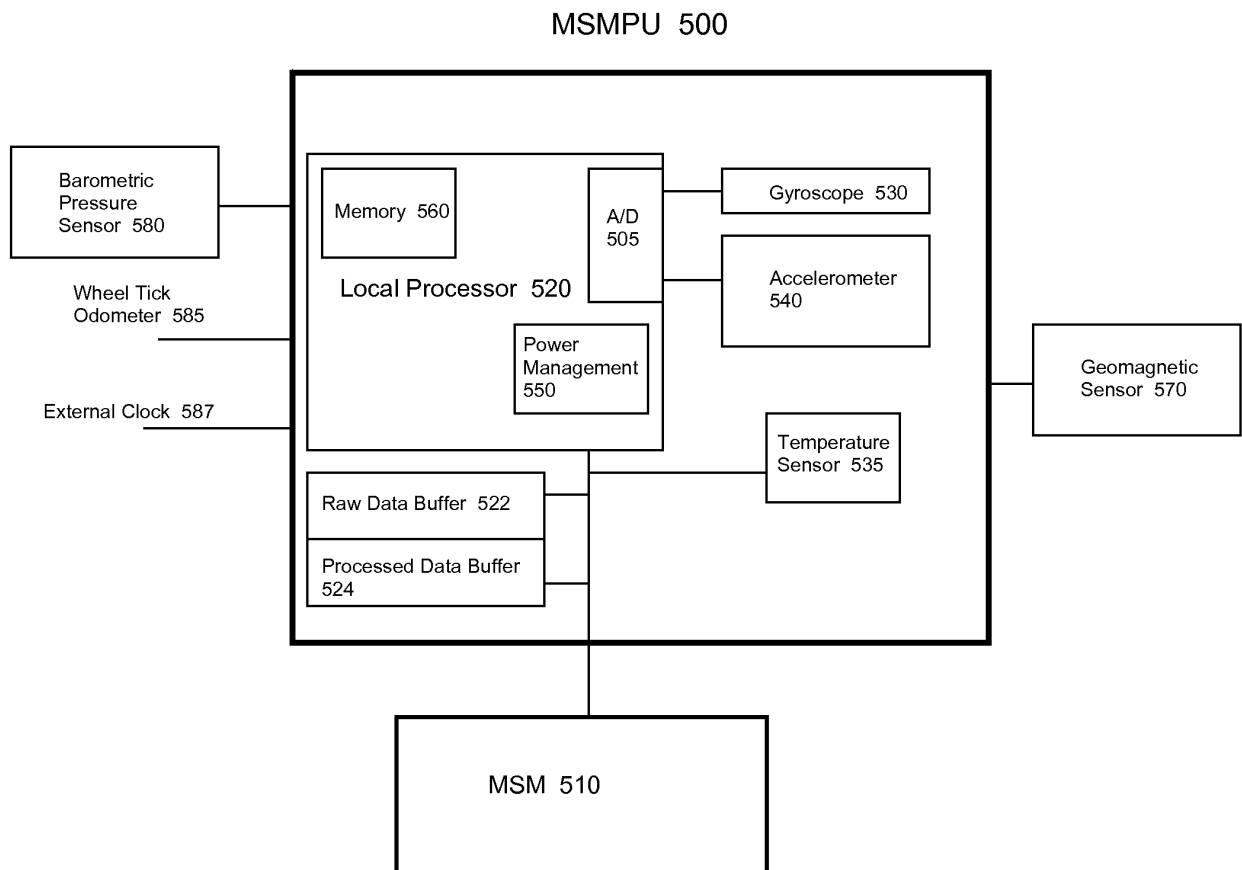 MSMPU 500
Barometric
Pressure
Sensor 580
Memory 560
A/D
505
Gyroscope 530
Local Processor 520
Accelerometer
540
Wheel Tick
Odometer 585
Power
Management
550
Geomagnetic
Sensor 570
External Clock 587
Temperature
Sensor 535
Raw Data Buffer 522
Processed Data Buffer
524
MSM 510